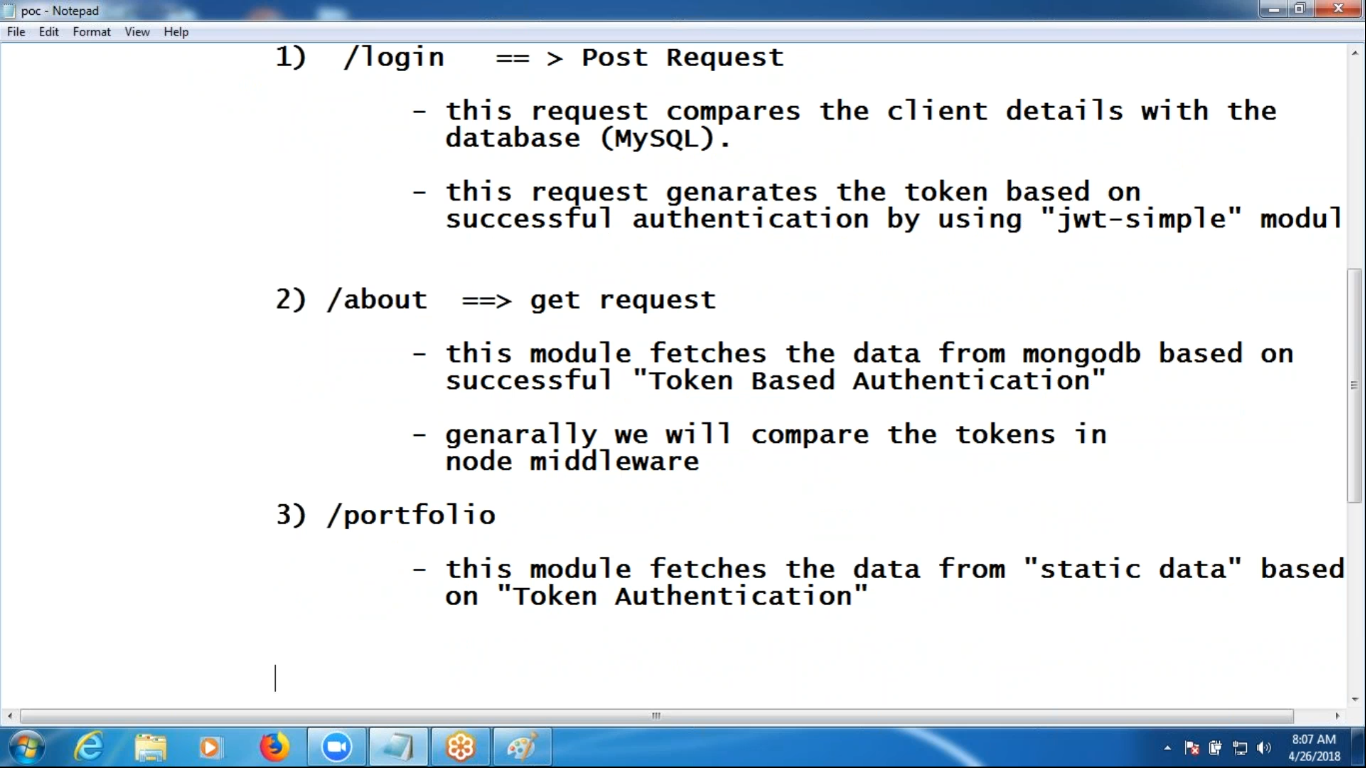 poc - Notepad
File Edit Format View Help
1) /login == > Post Request
- this request compares the client details with the
database (MySQL).
- this request genarates the token based on
successful authentication by using "jwt-simple" modul
2) /about ==> get request
- this module fetches the data from mongodb based on
successful "Token Based Authentication"
- genarally we will compare the tokens in
node middleware
3) /portfolio
- this module fetches the data from "static data" based
on "Token Authentication"
8:07 AM
4/26/2018